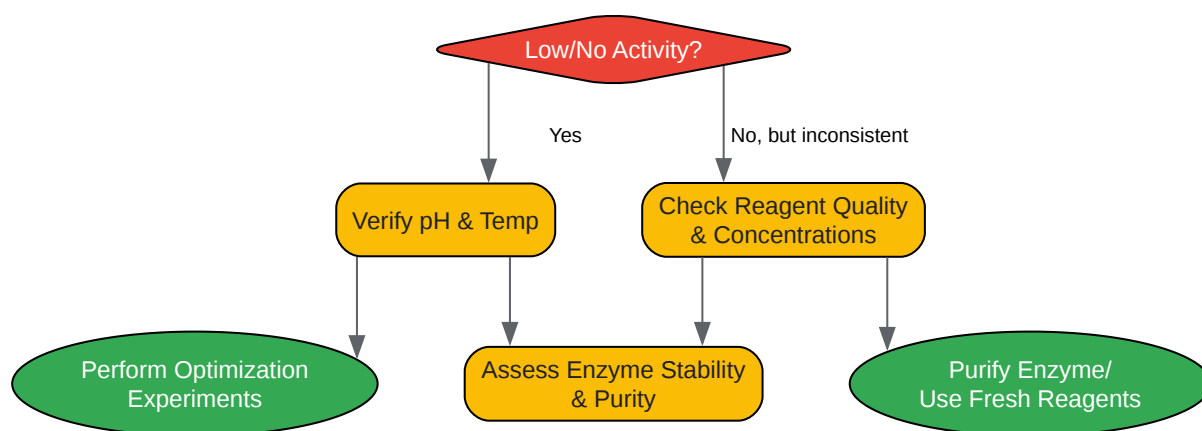 Low/No Activity?
Yes
No, but inconsistent
Verify pH & Temp
Check Reagent Quality
& Concentrations
Perform Optimization
Experiments
Assess Enzyme Stability
& Purity
Purify Enzyme/
Use Fresh Reagents